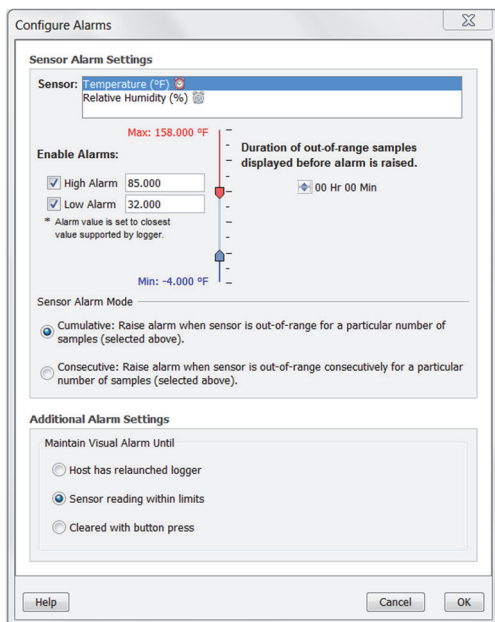 Configure Alarms
Sensor Alarm Settings
Sensor: Temperature (°F)
Relative Humidity (%)
Max: 158.000 °F
Enable Alarms:
Duration of out-of-range samples
displayed before alarm is raised.
High Alarm 85.000
00 Hr 00 Min
Low Alarm 32.000
* Alarm value is set to closest
value supported by logger.
Min: -4.000 °F
Sensor Alarm Mode
Cumulative: Raise alarm when sensor is out-of-range for a particular number of
samples (selected above).
Consecutive: Raise alarm when sensor is out-of-range consecutively for a particular
number of samples (selected above).
Additional Alarm Settings
Maintain Visual Alarm Until
Host has relaunched logger
Sensor reading within limits
Cleared with button press
Help Cancel OK